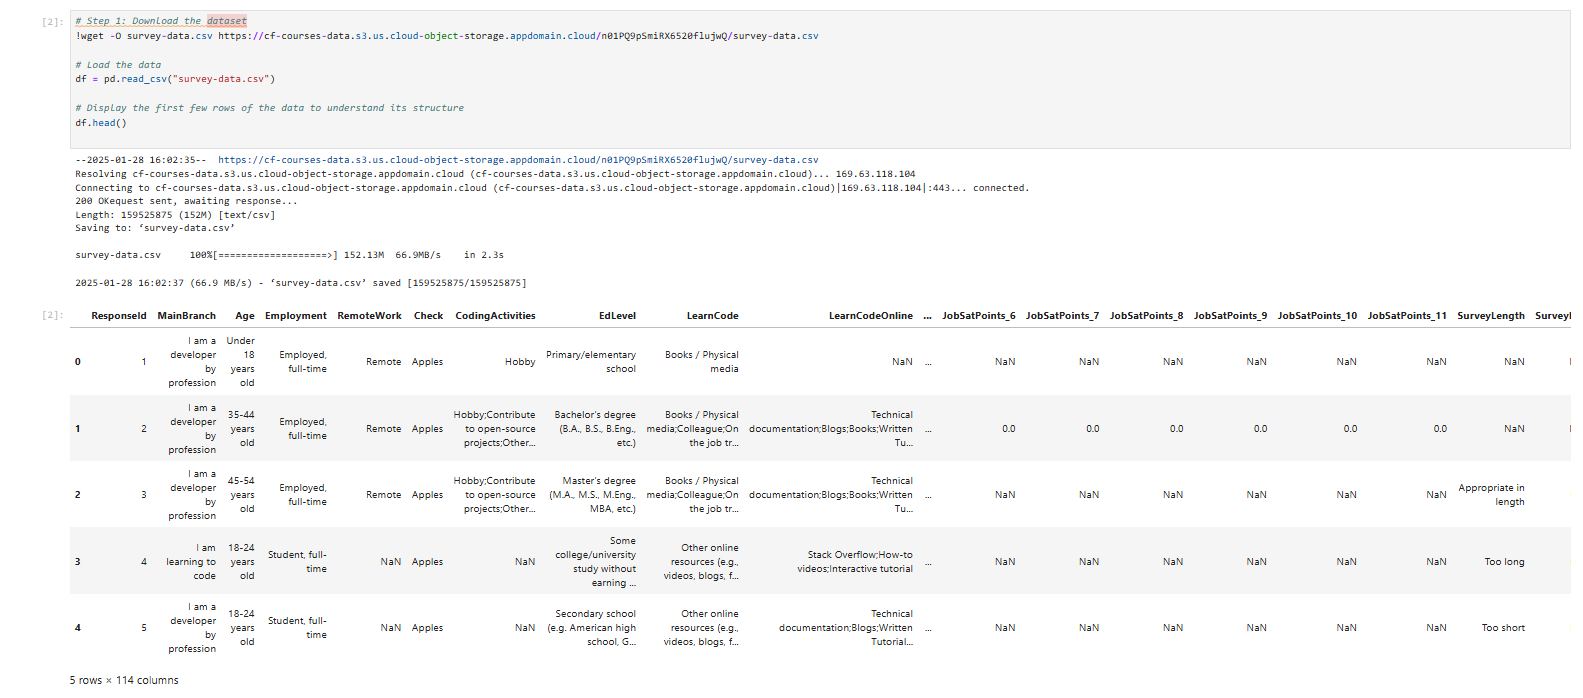 [2]:
# Step 1: Download the dataset
!wget -O survey-data.csv https://cf-courses-data.s3.us.cloud-object-storage.appdomain.cloud/n01PQ9pSmiRX6520flujwQ/survey-data.csv
# Load the data
df = pd.read_csv("survey-data.csv")
# Display the first few rows of the data to understand its structure
df.head()
--2025-01-28 16:02:35--  https://cf-courses-data.s3.us.cloud-object-storage.appdomain.cloud/n01PQ9pSmiRX6520flujwQ/survey-data.csv
Resolving cf-courses-data.s3.us.cloud-object-storage.appdomain.cloud (cf-courses-data.s3.us.cloud-object-storage.appdomain.cloud)... 169.63.118.104
Connecting to cf-courses-data.s3.us.cloud-object-storage.appdomain.cloud (cf-courses-data.s3.us.cloud-object-storage.appdomain.cloud)|169.63.118.104|:443... connected.
200 OKequest sent, awaiting response...
Length: 159525875 (152M) [text/csv]
Saving to: ‘survey-data.csv’
survey-data.csv     100%[===================>] 152.13M  66.9MB/s    in 2.3s
2025-01-28 16:02:37 (66.9 MB/s) - ‘survey-data.csv’ saved [159525875/159525875]
[2]:
ResponseId MainBranch Age Employment RemoteWork Check CodingActivities EdLevel LearnCode LearnCodeOnline ... JobSatPoints_6 JobSatPoints_7 JobSatPoints_8 JobSatPoints_9 JobSatPoints_10 JobSatPoints_11 SurveyLength
0 1 I am a developer by profession Under 18 years old Employed, full-time Remote Apples Hobby Primary/elementary school Books / Physical media NaN ... NaN NaN NaN NaN NaN NaN NaN
1 2 I am a developer by profession 35-44 years old Employed, full-time Remote Apples Hobby;Contribute to open-source projects;Other... Bachelor's degree (B.A., B.S., B.Eng., etc.) Books / Physical media;Colleague;On the job tr... Technical documentation;Blogs;Books;Written Tu... ... 0.0 0.0 0.0 0.0 0.0 0.0 NaN
2 3 I am a developer by profession 45-54 years old Employed, full-time Remote Apples Hobby;Contribute to open-source projects;Other... Master's degree (M.A., M.S., M.Eng., MBA, etc.) Books / Physical media;Colleague;On the job tr... Technical documentation;Blogs;Books;Written Tu... ... NaN NaN NaN NaN NaN NaN Appropriate in length
3 4 I am learning to code 18-24 years old Student, full-time NaN Apples NaN Some college/university study without earning ... Other online resources (e.g., videos, blogs, f... Stack Overflow;How-to videos;Interactive tutorial ... NaN NaN NaN NaN NaN NaN Too long
4 5 I am a developer by profession 18-24 years old Student, full-time NaN Apples NaN Secondary school (e.g. American high school, G... Other online resources (e.g., videos, blogs, f... Technical documentation;Blogs;Written Tutorial... ... NaN NaN NaN NaN NaN NaN Too short
5 rows × 114 columns